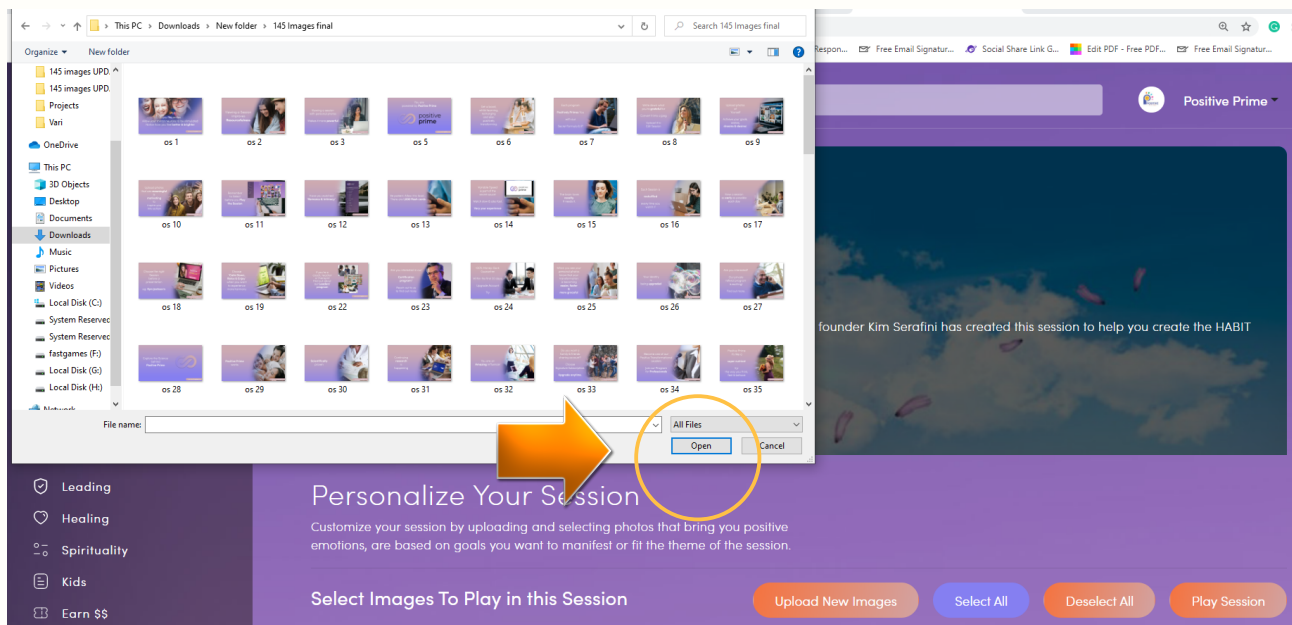 This PC > Downloads > New folder > 145 Images final
Search 145 Images final
Organize
New folder
145 images UPD.
145 images UPD.
Projects
Vari
OneDrive
This PC
3D Objects
Desktop
Documents
Downloads
Music
Pictures
Videos
Local Disk (C:)
System Reserved
System Reserved
fastgames (F:)
Local Disk (G:)
Local Disk (H:)
Network
positive
prime
os 1
os 2
os 3
os 5
os 6
os 7
os 8
os 9
os 10
os 11
os 12
os 13
os 14
os 15
os 16
os 17
os 18
os 19
os 22
os 23
os 24
os 25
os 26
os 27
os 28
os 29
os 30
os 31
os 32
os 33
os 34
os 35
File name:
All Files
Open
Cancel
Respon...
Free Email Signatur...
Social Share Link G...
Edit PDF - Free PDF...
Free Email Signatur...
Positive Prime
founder Kim Serafini has created this session to help you create the HABIT
Leading
Healing
Spirituality
Kids
Earn $$
Personalize Your Session
Customize your session by uploading and selecting photos that bring you positive
emotions, are based on goals you want to manifest or fit the theme of the session.
Select Images To Play in this Session
Upload New Images
Select All
Deselect All
Play Session